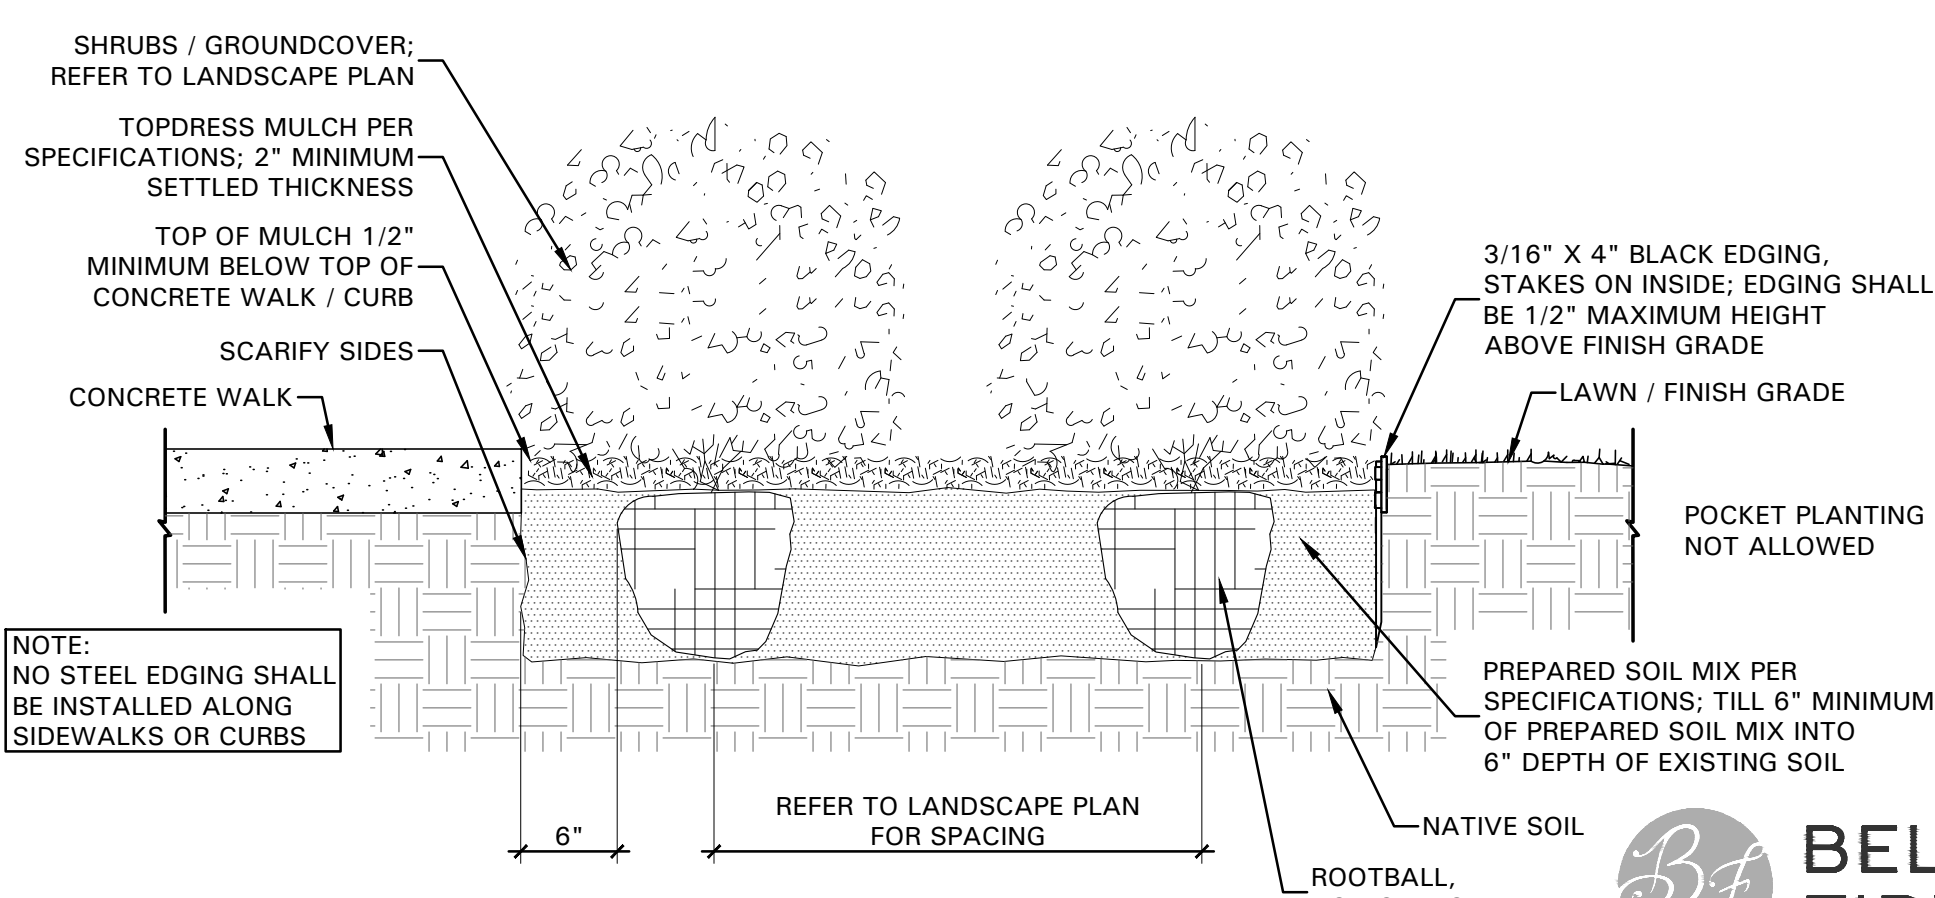 SHRUBS / GROUNDCOVER;
REFER TO LANDSCAPE PLAN
TOPDRESS MULCH PER
SPECIFICATIONS; 2" MINIMUM
SETTLED THICKNESS
TOP OF MULCH 1/2"
MINIMUM BELOW TOP OF
CONCRETE WALK / CURB
SCARIFY SIDES
CONCRETE WALK
NOTE:
NO STEEL EDGING SHALL
BE INSTALLED ALONG
SIDEWALKS OR CURBS
6"
REFER TO LANDSCAPE PLAN
FOR SPACING
3/16" X 4" BLACK EDGING,
STAKES ON INSIDE; EDGING SHALL
BE 1/2" MAXIMUM HEIGHT
ABOVE FINISH GRADE
LAWN / FINISH GRADE
POCKET PLANTING
NOT ALLOWED
PREPARED SOIL MIX PER
SPECIFICATIONS; TILL 6" MINIMUM
OF PREPARED SOIL MIX INTO
6" DEPTH OF EXISTING SOIL
NATIVE SOIL
ROOTBALL,
Bf
BEL